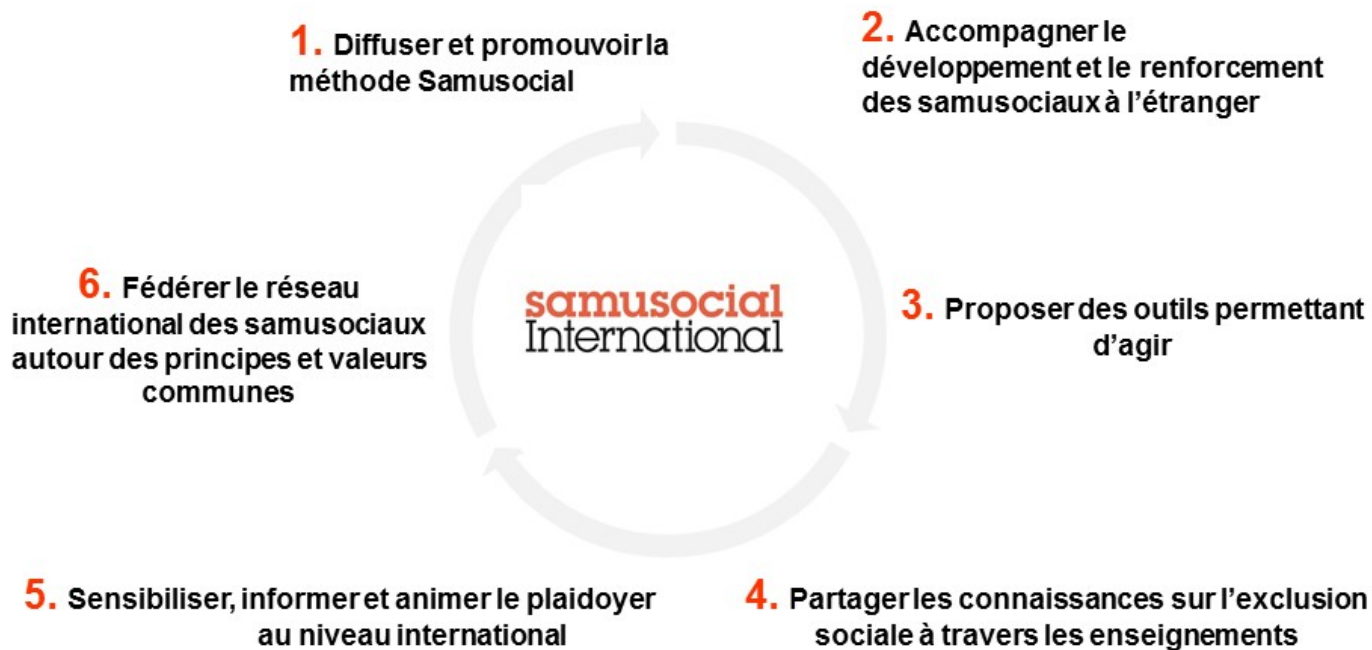 1. Diffuser et promouvoir la
méthode Samusocial
2. Accompagner le
développement et le renforcement
des samusociaux à l'étranger
3. Proposer des outils permettant
d'agir
4. Partager les connaissances sur l'exclusion
sociale à travers les enseignements
5. Sensibiliser, informer et animer le plaidoyer
au niveau international
6. Fédérer le réseau
international des samusociaux
autour des principes et valeurs
communes
samusocial
International